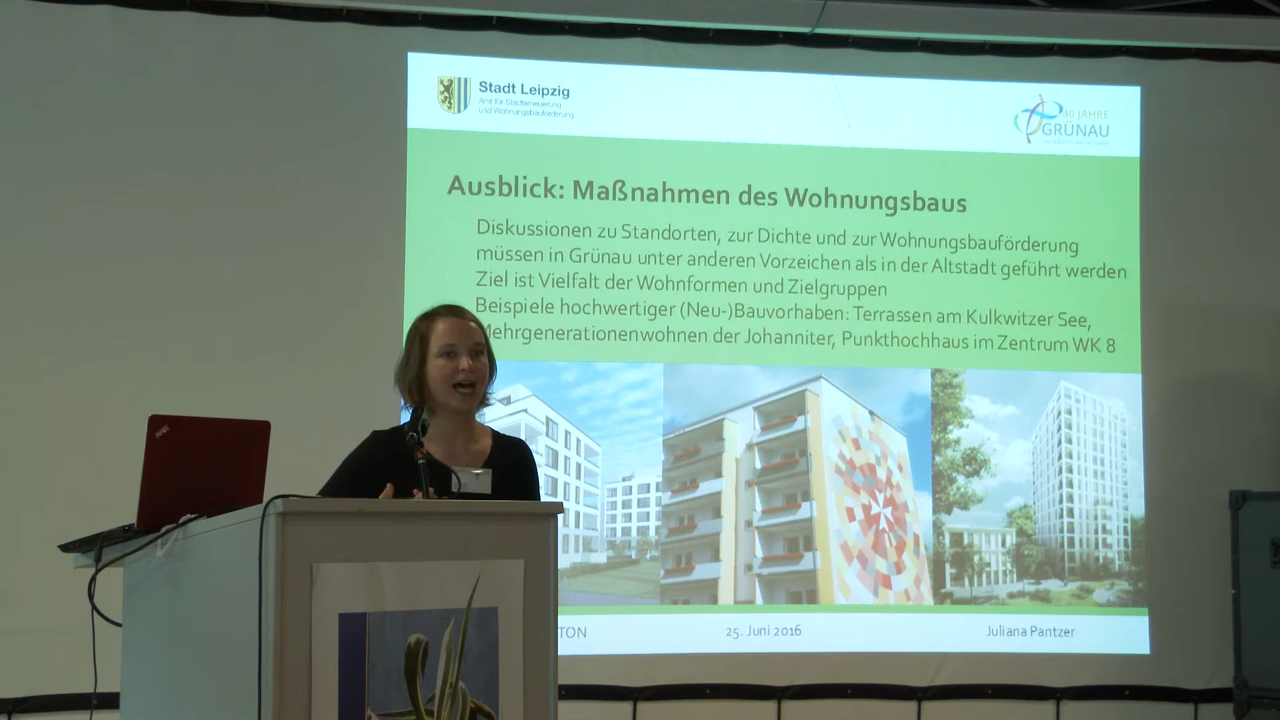 Stadt Leipzig
Amt für Stadterneuerung
und Wohnungsbauförderung
40 JAHRE
GRÜNAU
Ausblick: Maßnahmen des Wohnungsbaus
Diskussionen zu Standorten, zur Dichte und zur Wohnungsbauförderung
müssen in Grünau unter anderen Vorzeichen als in der Altstadt geführt werden
Ziel ist Vielfalt der Wohnformen und Zielgruppen
Beispiele hochwertiger (Neu-)Bauvorhaben: Terrassen am Kulkwitzer See,
Mehrgenerationenwohnen der Johanniter, Punkthochhaus im Zentrum WK 8
TON
25. Juni 2016
Juliana Pantzer